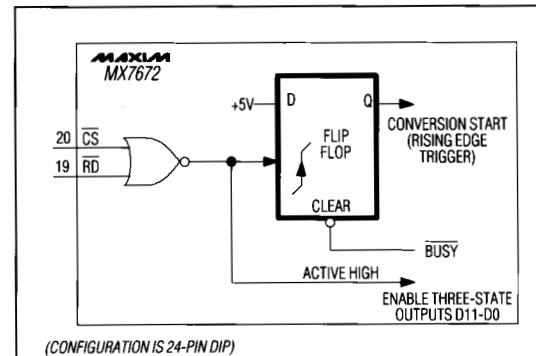 MAXIM
MX7672
+5V
D
Q
FLIP
FLOP
CLEAR
CONVERSION START
(RISING EDGE
TRIGGER)
20 CS
19 RD
BUSY
ACTIVE HIGH
ENABLE THREE-STATE
OUTPUTS D11-D0
(CONFIGURATION IS 24-PIN DIP)